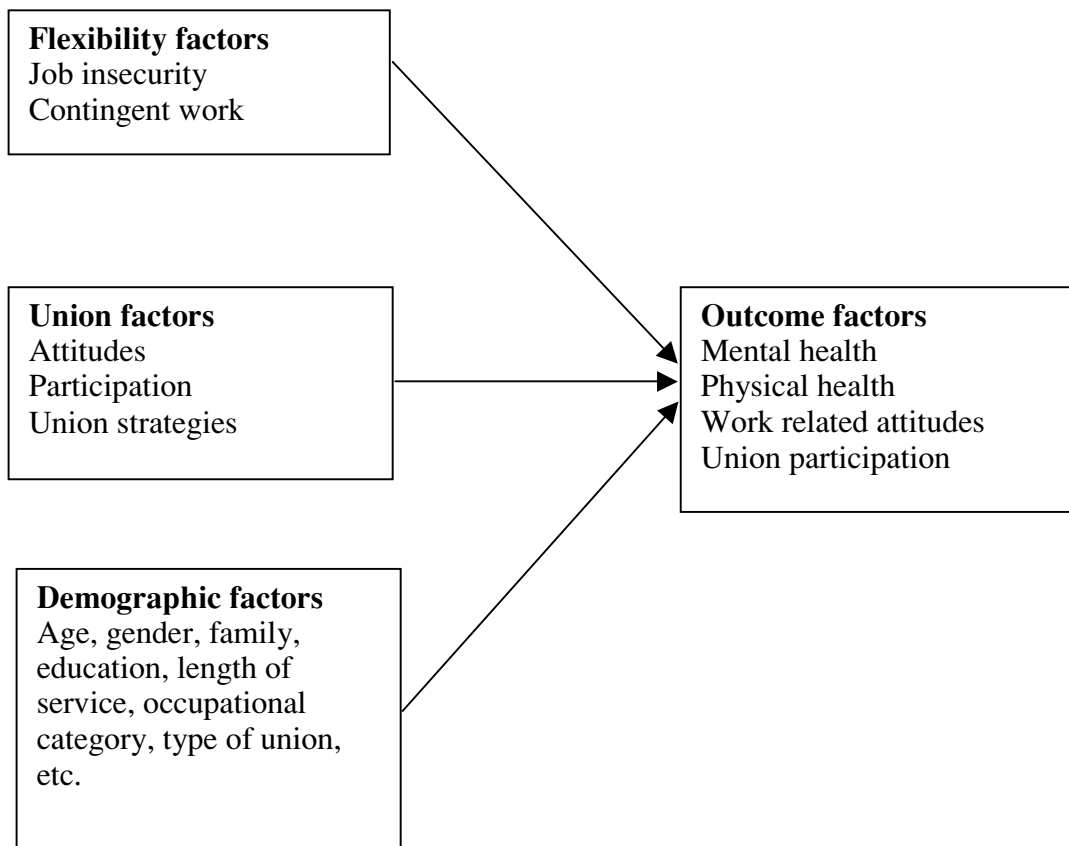 Flexibility factors
Job insecurity
Contingent work
Union factors
Attitudes
Participation
Union strategies
Outcome factors
Mental health
Physical health
Work related attitudes
Union participation
Demographic factors
Age, gender, family,
education, length of
service, occupational
category, type of union,
etc.